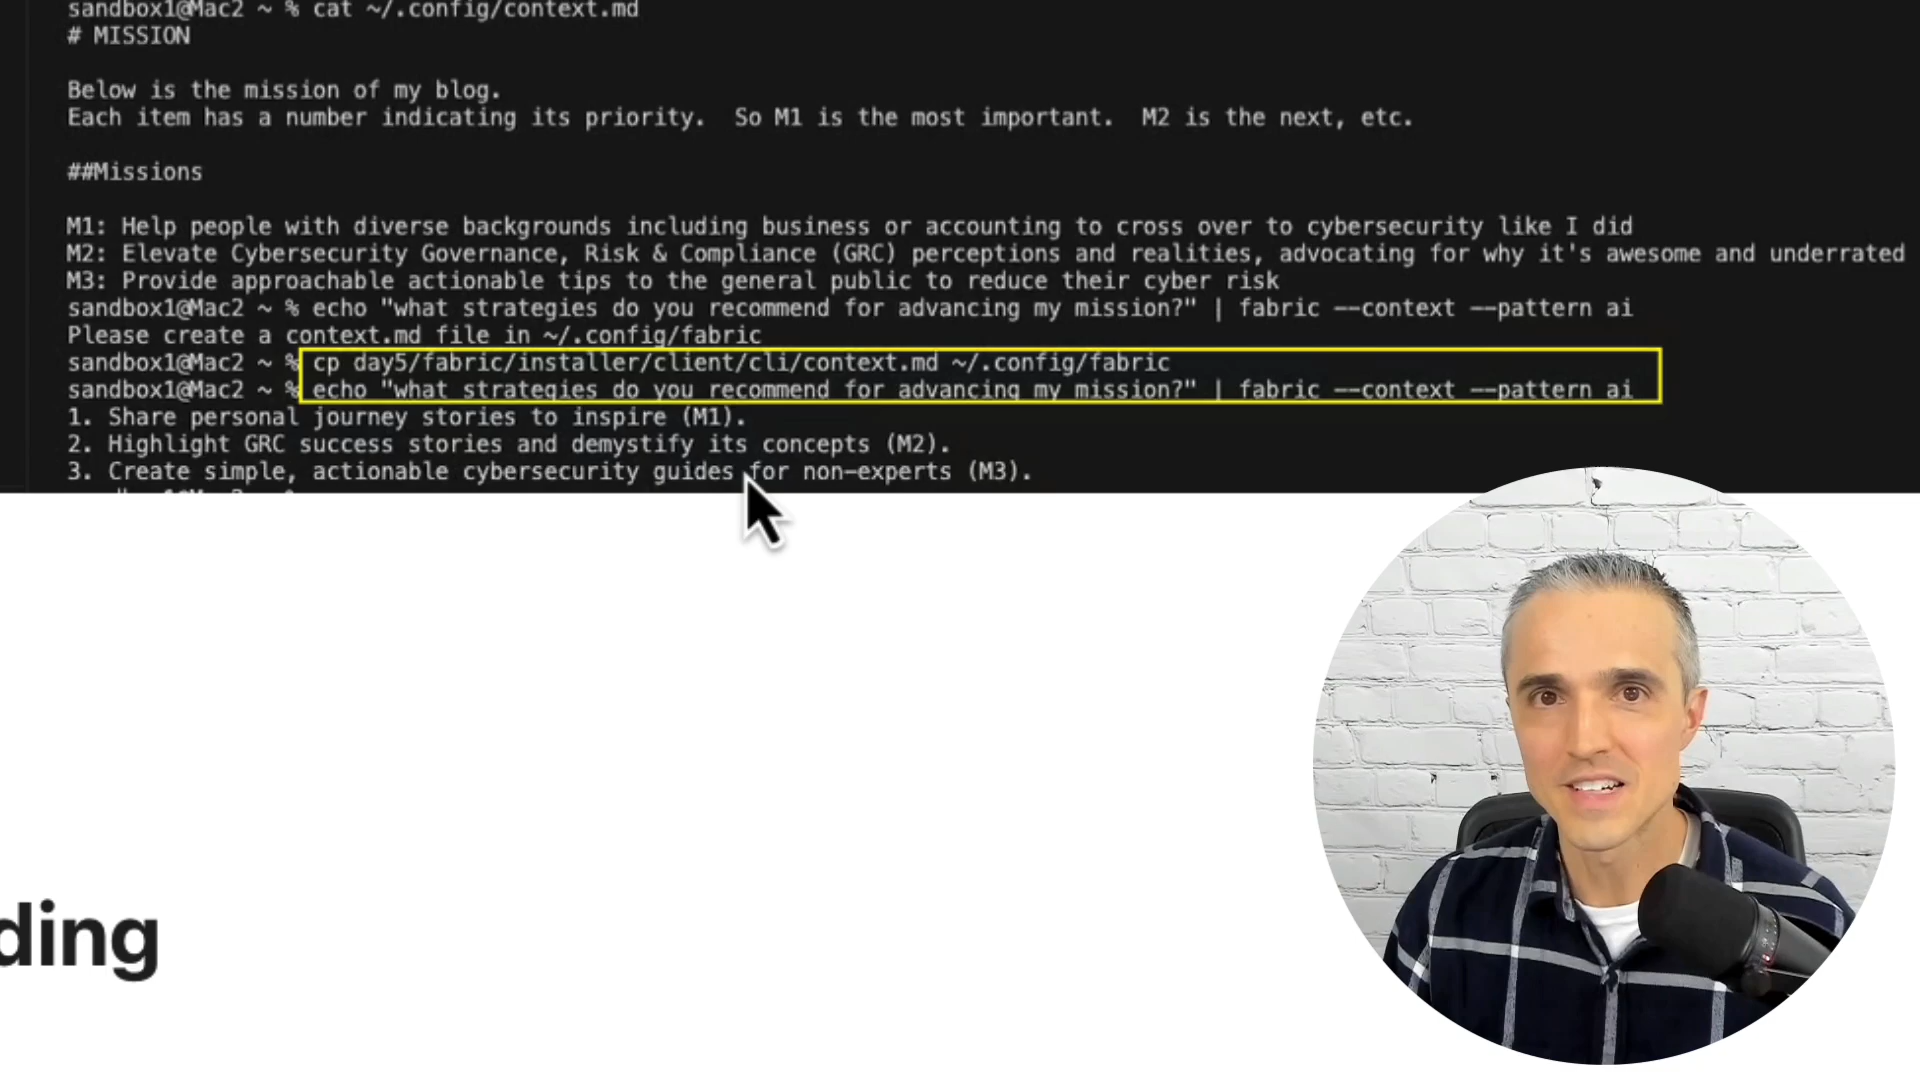 sandbox1@Mac2 ~ % cat ~/.config/context.md
# MISSION
Below is the mission of my blog.
Each item has a number indicating its priority.  So M1 is the most important.  M2 is the next, etc.
##Missions
M1: Help people with diverse backgrounds including business or accounting to cross over to cybersecurity like I did
M2: Elevate Cybersecurity Governance, Risk & Compliance (GRC) perceptions and realities, advocating for why it's awesome and underrated
M3: Provide approachable actionable tips to the general public to reduce their cyber risk
sandbox1@Mac2 ~ % echo "what strategies do you recommend for advancing my mission?" | fabric --context --pattern ai
Please create a context.md file in ~/.config/fabric
sandbox1@Mac2 ~ % cp day5/fabric/installer/client/cli/context.md ~/.config/fabric
sandbox1@Mac2 ~ % echo "what strategies do you recommend for advancing my mission?" | fabric --context --pattern ai
1. Share personal journey stories to inspire (M1).
2. Highlight GRC success stories and demystify its concepts (M2).
3. Create simple, actionable cybersecurity guides for non-experts (M3).
ding